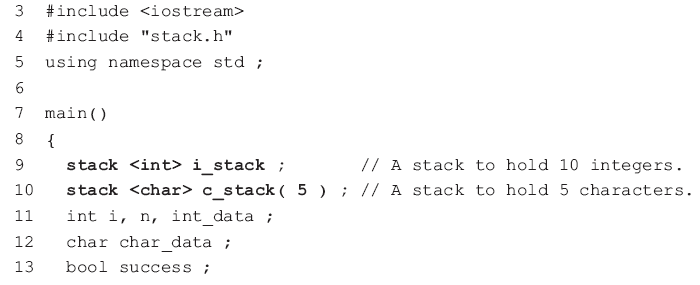 3 #include <iostream>
4 #include "stack.h"
5 using namespace std ;
6
7 main()
8 {
9   stack <int> i_stack ;        // A stack to hold 10 integers.
10   stack <char> c_stack( 5 ) ; // A stack to hold 5 characters.
11   int i, n, int_data ;
12   char char_data ;
13   bool success ;